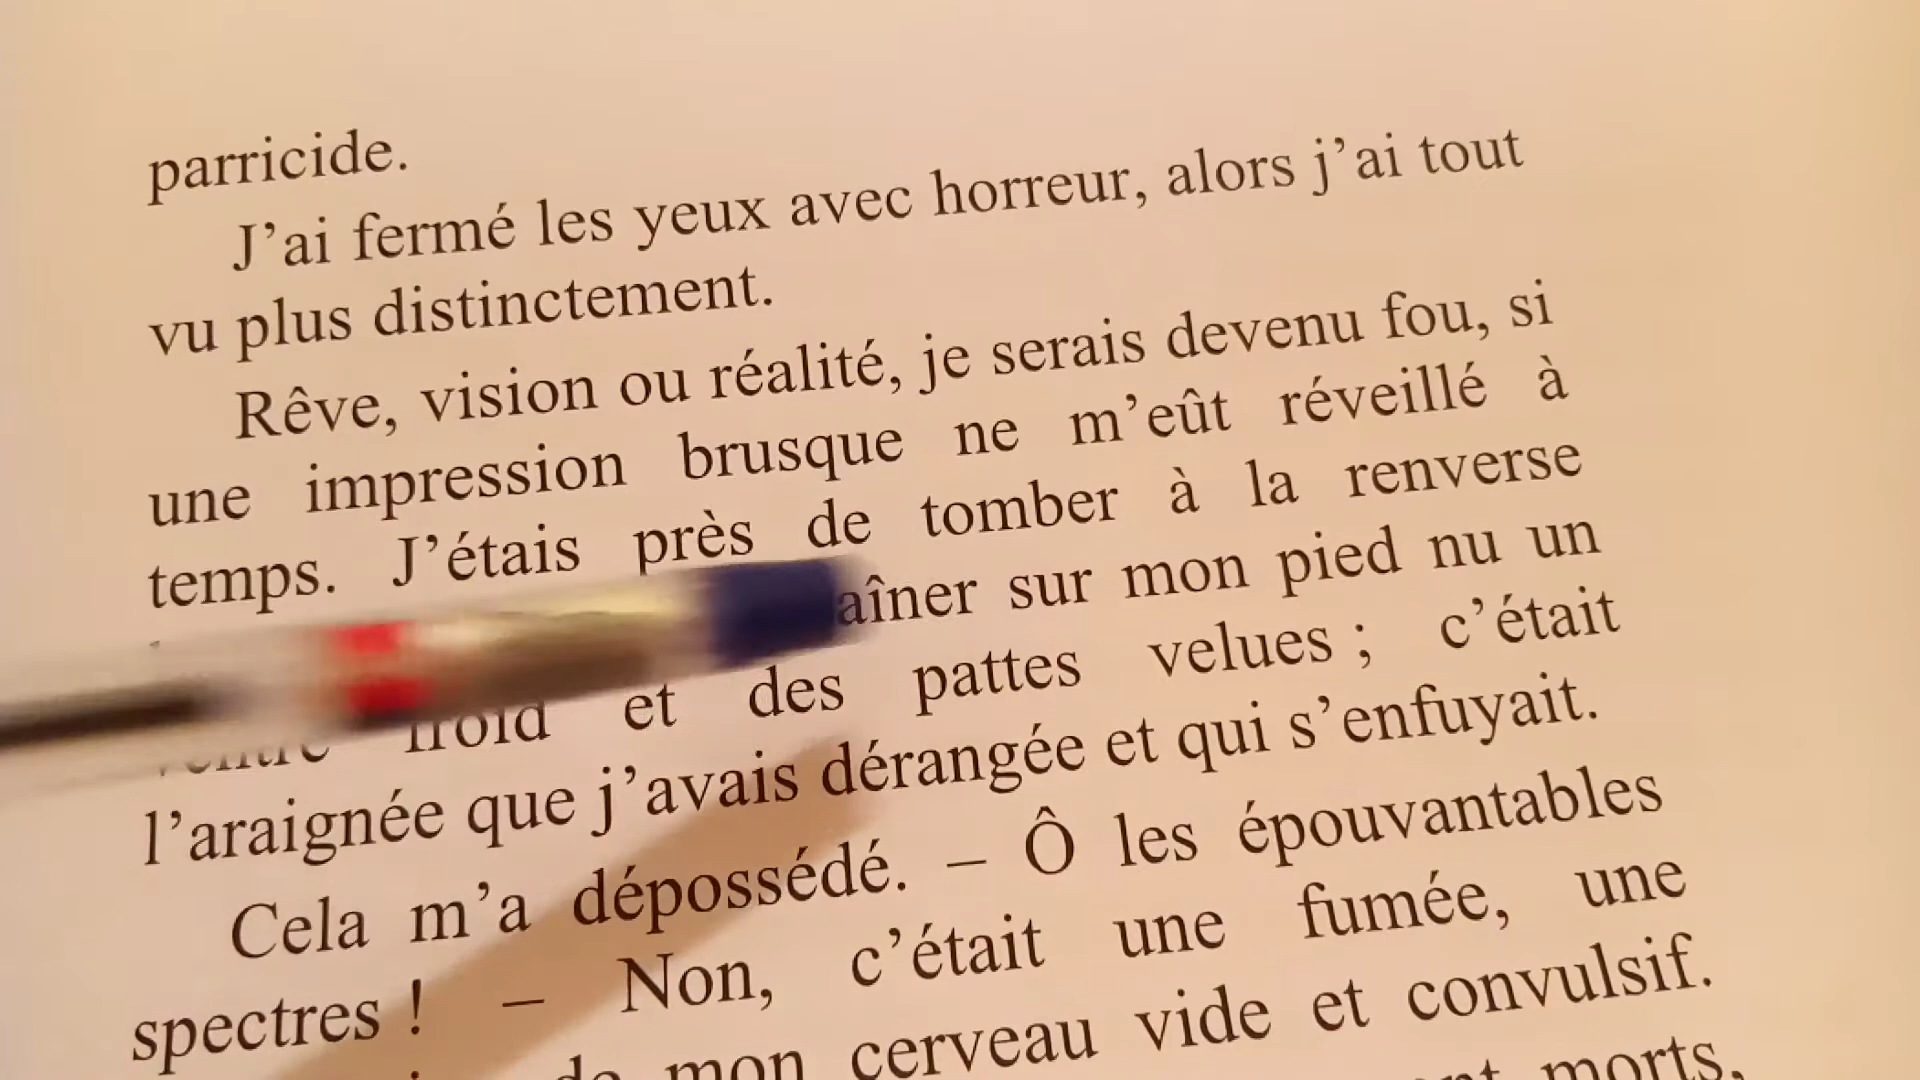 parricide.
J’ai fermé les yeux avec horreur, alors j’ai tout
vu plus distinctement.
Rêve, vision ou réalité, je serais devenu fou, si
une impression brusque ne m’eût réveillé à
temps. J’étais près de tomber à la renverse
aîner sur mon pied nu un
froid et des pattes velues ; c’était
l’araignée que j’avais dérangée et qui s’enfuyait.
Cela m’a dépossédé. – Ô les épouvantables
spectres ! – Non, c’était une fumée, une
de mon cerveau vide et convulsif.
morts,